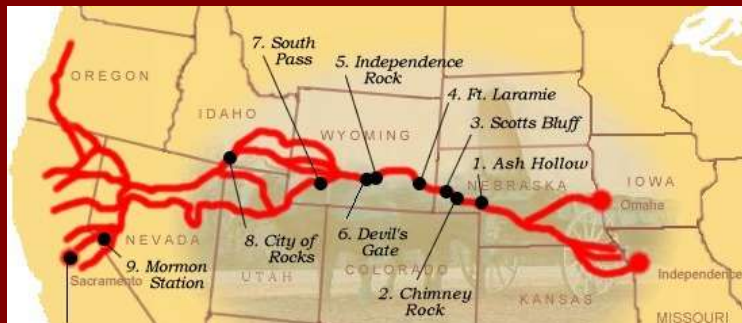 7. South
Pass
5. Independence
Rock
OREGON
IDAHO
WYOMING
4. Ft. Laramie
3. Scotts Bluff
1. Ash Hollow
NEBRASKA
IOWA
Omaha
NEVADA
8. City of
Rocks
6. Devil's
Gate
9. Mormon
Station
Sacramento
UTAH
COLORADO
2. Chimney
Rock
KANSAS
Independence
MISSOURI